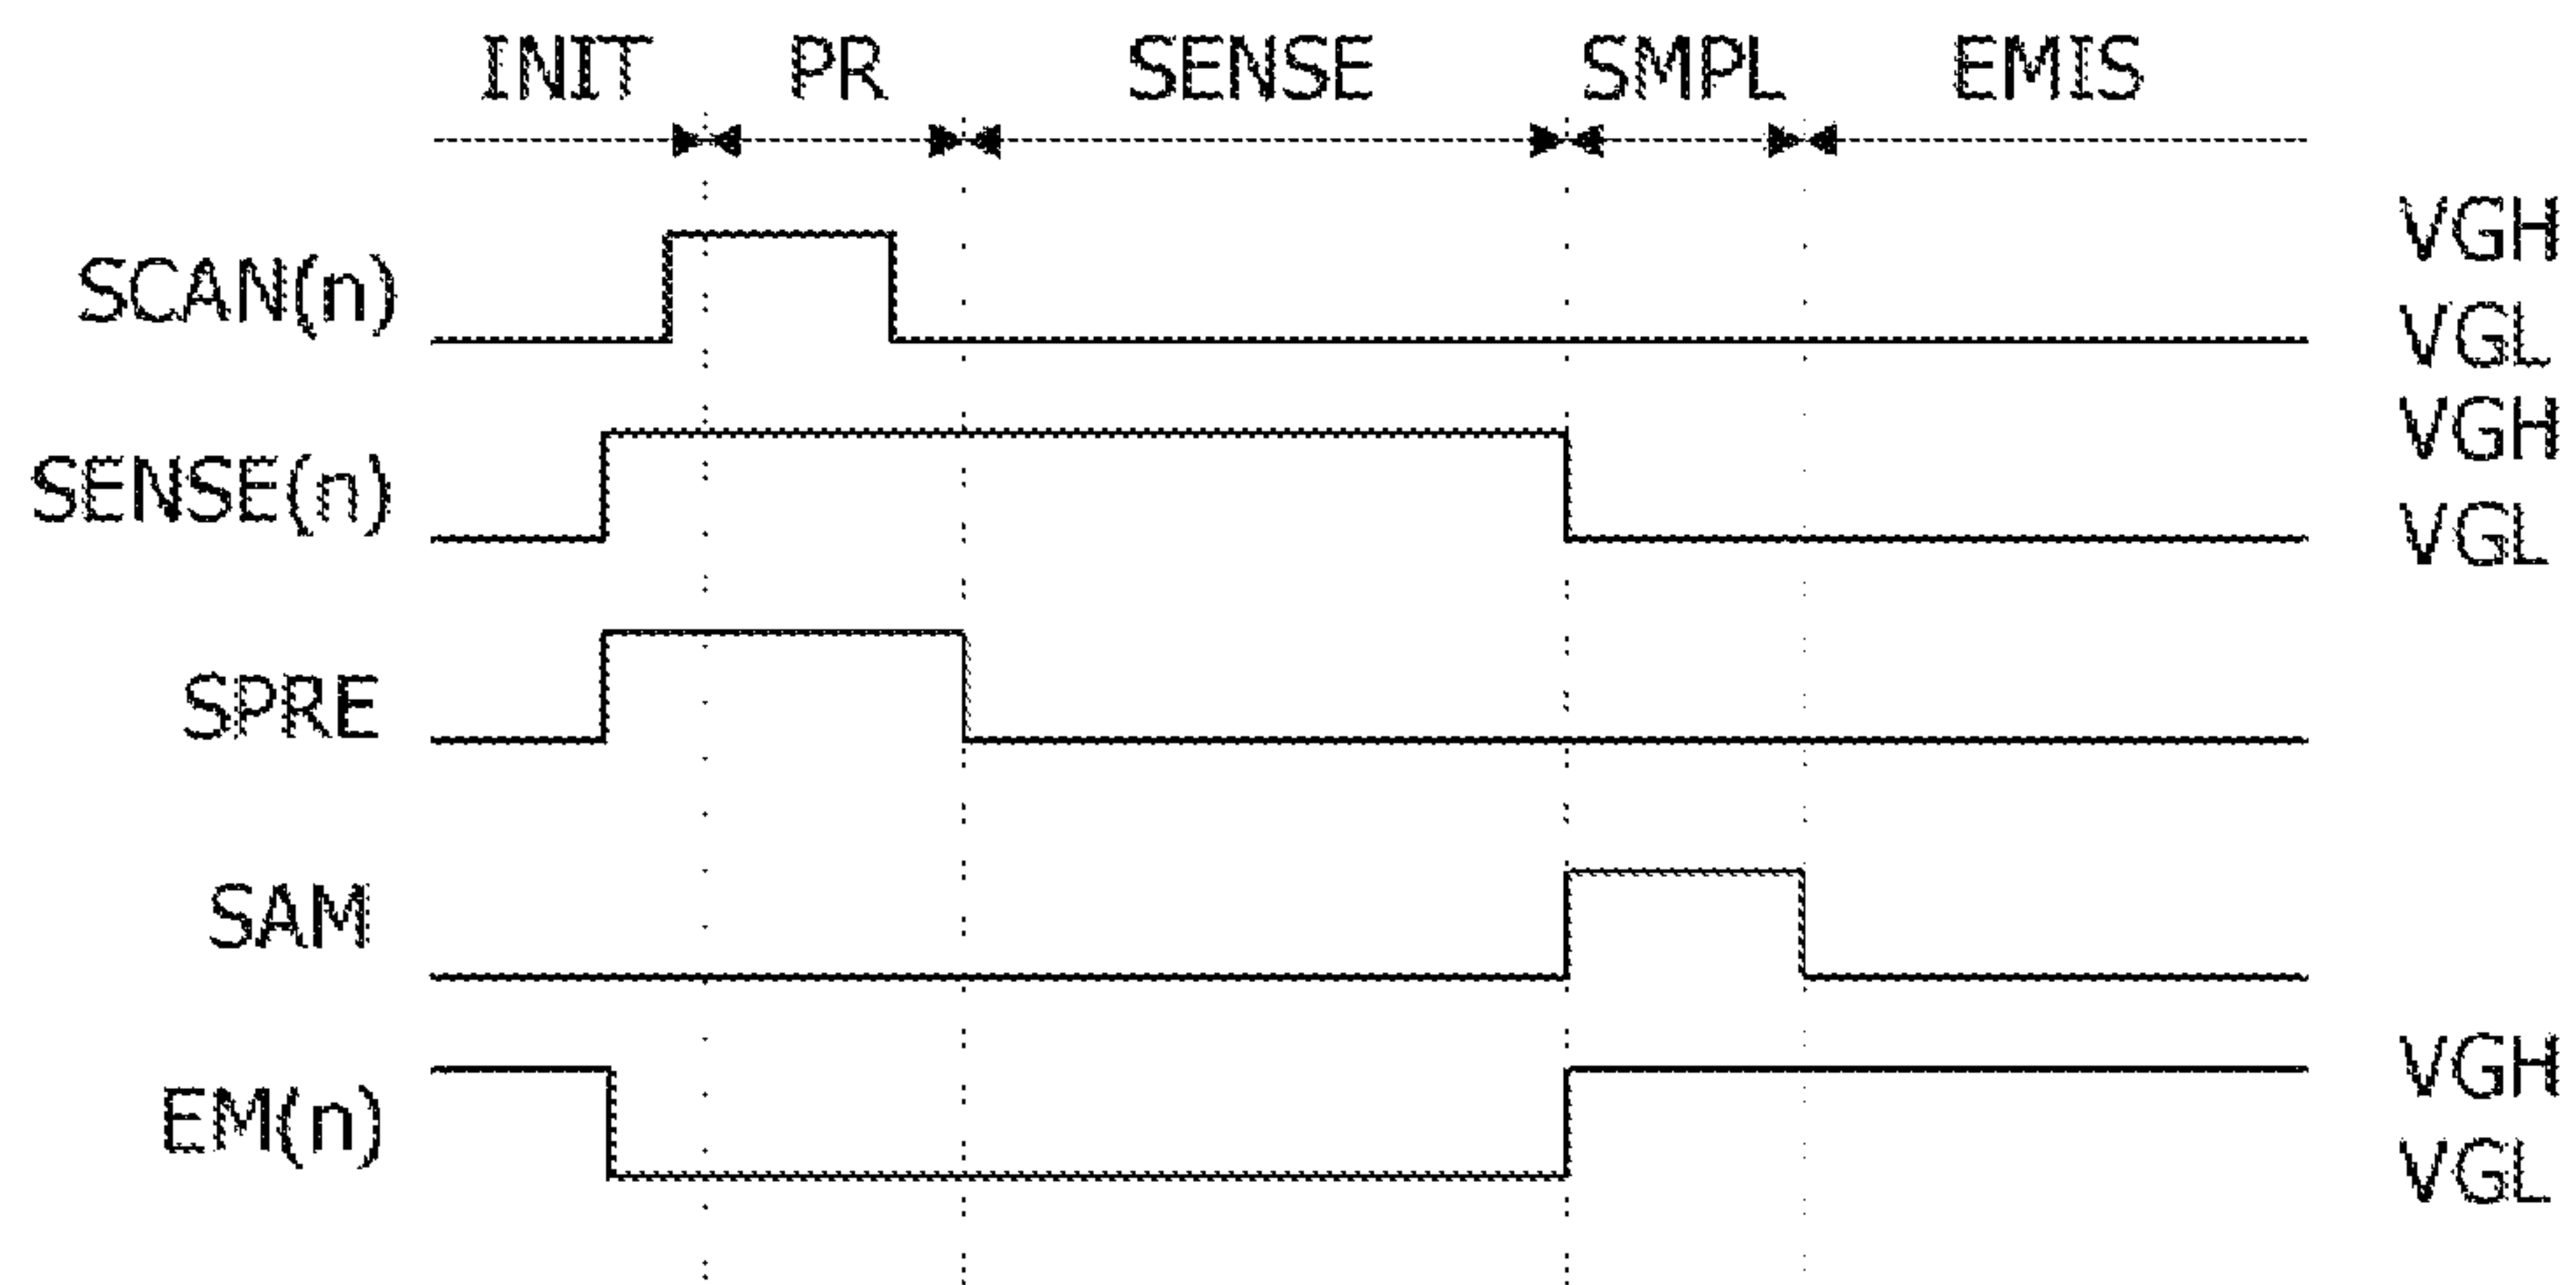 INIT PR SENSE SMPL EMIS
VGH
SCAN(n)
VGL
VGH
SENSE(n)
VGL
SPRE
SAM
VGH
EM(n)
VGL